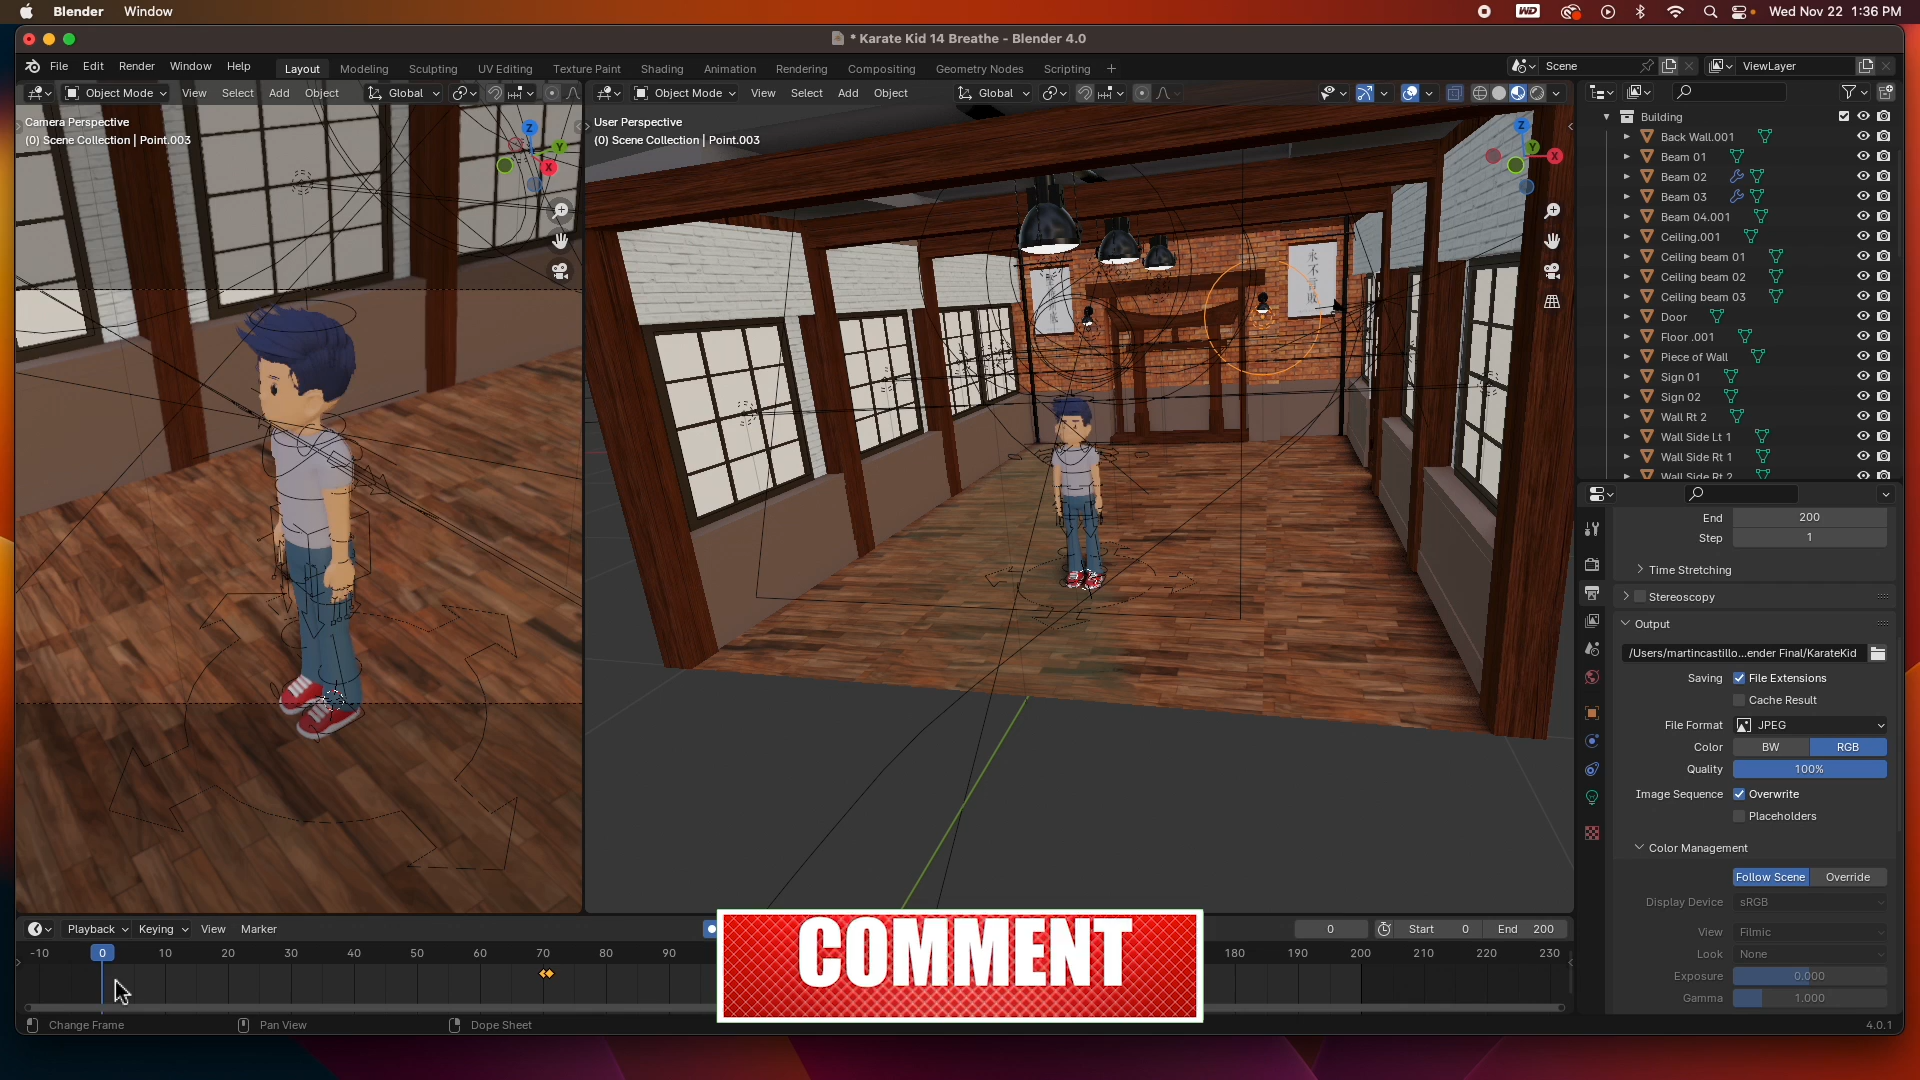 Blender Window
WD
Wed Nov 22 1:36 PM
* Karate Kid 14 Breathe - Blender 4.0
File Edit Render Window Help
Layout Modeling Sculpting UV Editing Texture Paint Shading Animation Rendering Compositing Geometry Nodes Scripting +
Scene
ViewLayer
Object Mode View Select Add Object Global
Object Mode View Select Add Object Global
Camera Perspective
(0) Scene Collection | Point.003
Z
Y
X
User Perspective
(0) Scene Collection | Point.003
Z
Y
X
永不言敗
Building
Back Wall.001
Beam 01
Beam 02
Beam 03
Beam 04.001
Ceiling.001
Ceiling beam 01
Ceiling beam 02
Ceiling beam 03
Door
Floor .001
Piece of Wall
Sign 01
Sign 02
Wall Rt 2
Wall Side Lt 1
Wall Side Rt 1
Wall Side Rt 2
End 200
Step 1
Time Stretching
Stereoscopy
Output
/Users/martincastillo...ender Final/KarateKid
Saving File Extensions
Cache Result
File Format JPEG
Color BW RGB
Quality 100%
Image Sequence Overwrite
Placeholders
Color Management
Follow Scene Override
Display Device sRGB
View Filmic
Look None
Exposure 0.000
Gamma 1.000
Playback Keying View Marker
0 Start 0 End 200
-10 0 10 20 30 40 50 60 70 80 90 180 190 200 210 220 230
COMMENT
Change Frame Pan View Dope Sheet
4.0.1